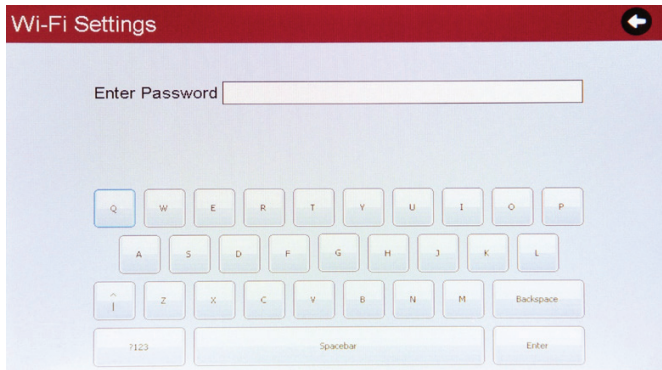 Wi-Fi Settings
Enter Password
Q W E R T Y U I O P
A S D F G H J K L
Z X C V B N M Backspace
?123 Spacebar Enter